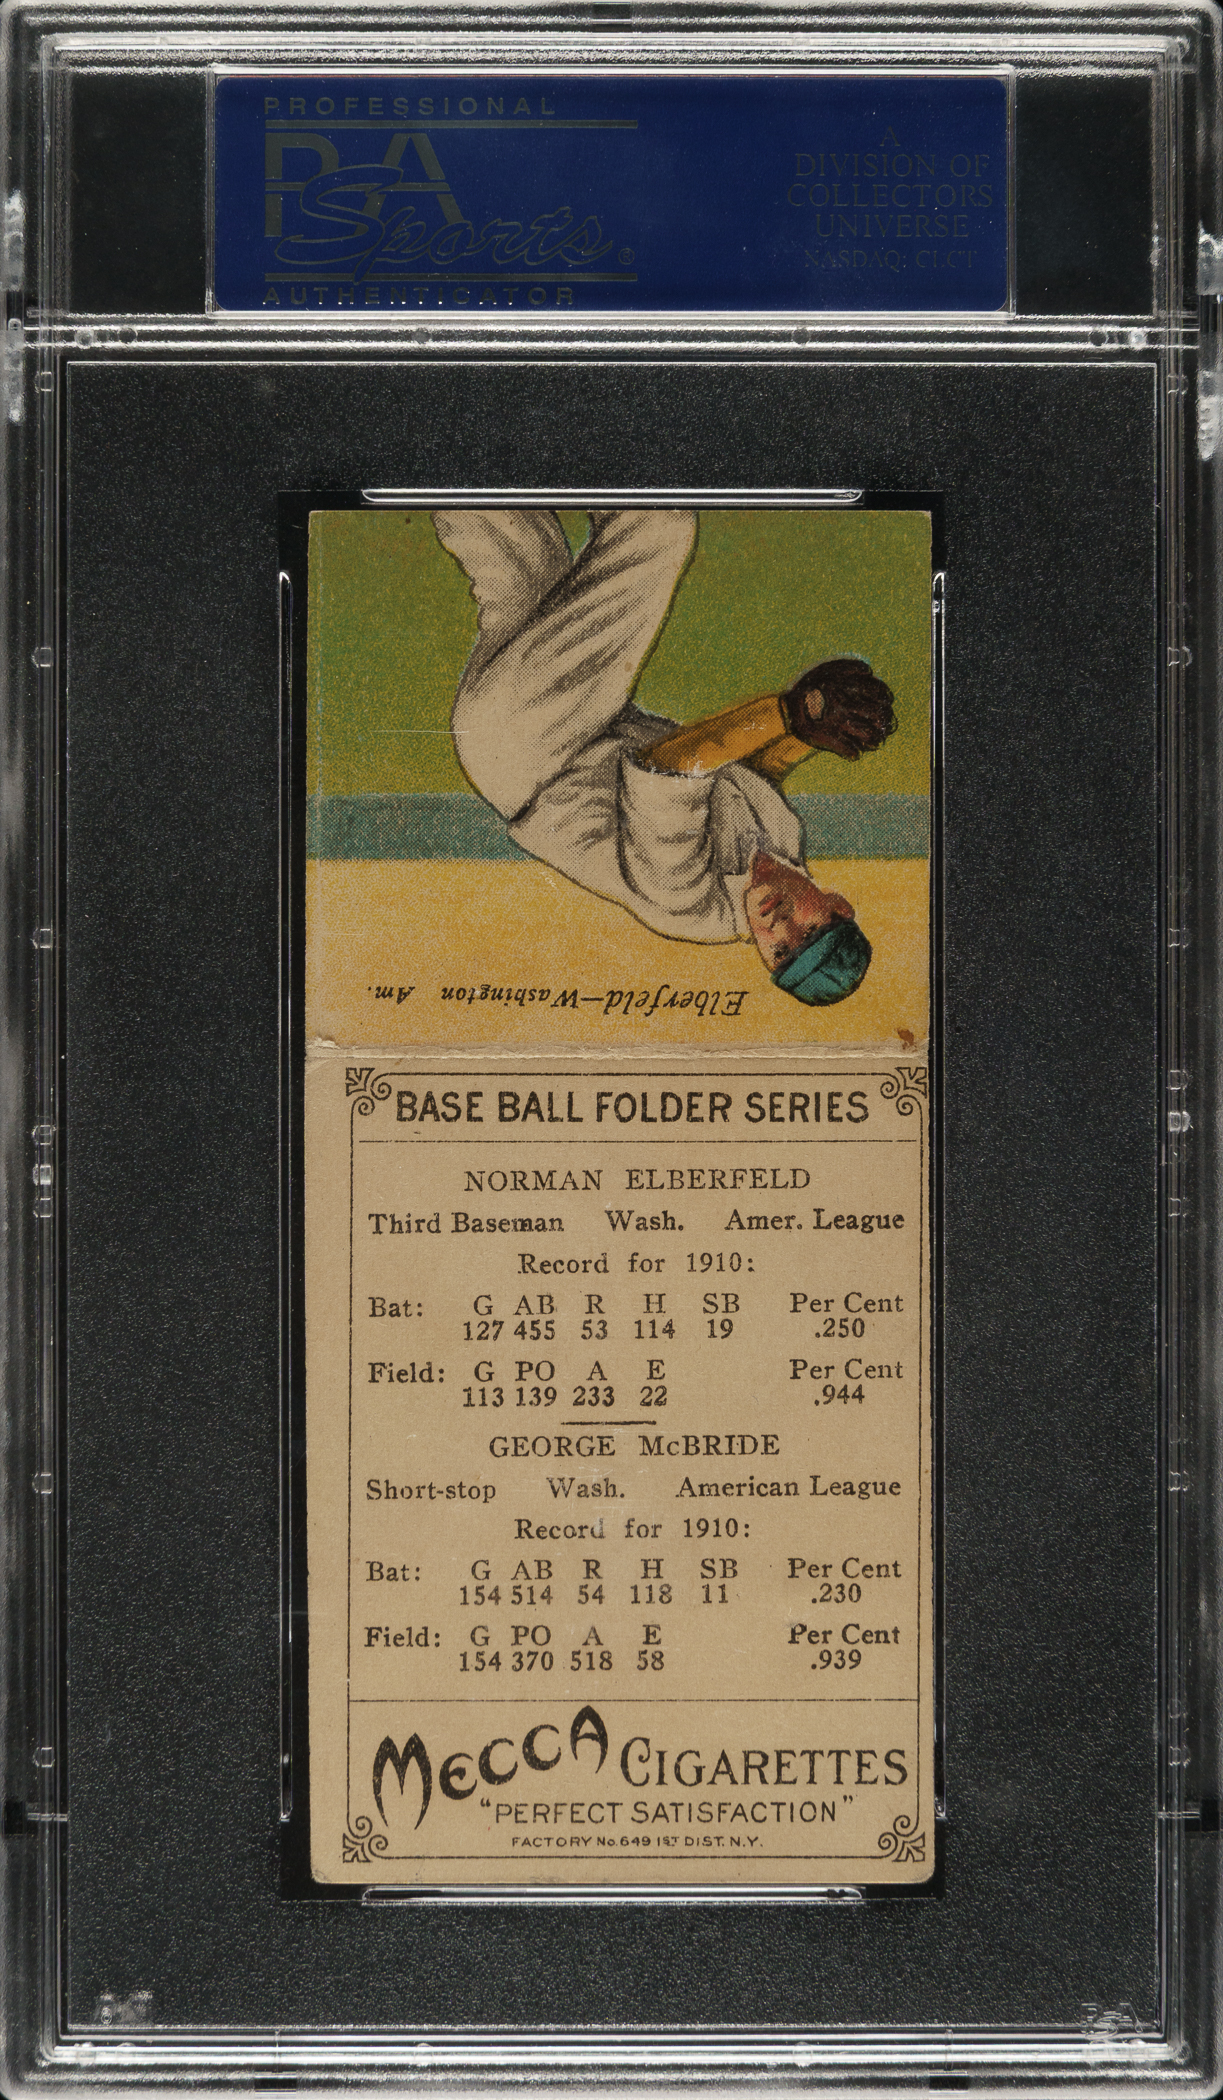 PROFESSIONAL
PSA
Sports®
AUTHENTICATOR
A
DIVISION OF
COLLECTORS
UNIVERSE
NASDAQ: CLCT
Elberfeld—Washington Am.
BASE BALL FOLDER SERIES
NORMAN ELBERFELD
Third Baseman Wash. Amer. League
Record for 1910:
Bat: G AB R H SB Per Cent
127 455 53 114 19 .250
Field: G PO A E Per Cent
113 139 233 22 .944
GEORGE McBRIDE
Short-stop Wash. American League
Record for 1910:
Bat: G AB R H SB Per Cent
154 514 54 118 11 .230
Field: G PO A E Per Cent
154 370 518 58 .939
MECCA CIGARETTES
"PERFECT SATISFACTION"
FACTORY No. 649 1ST DIST. N.Y.
PSA